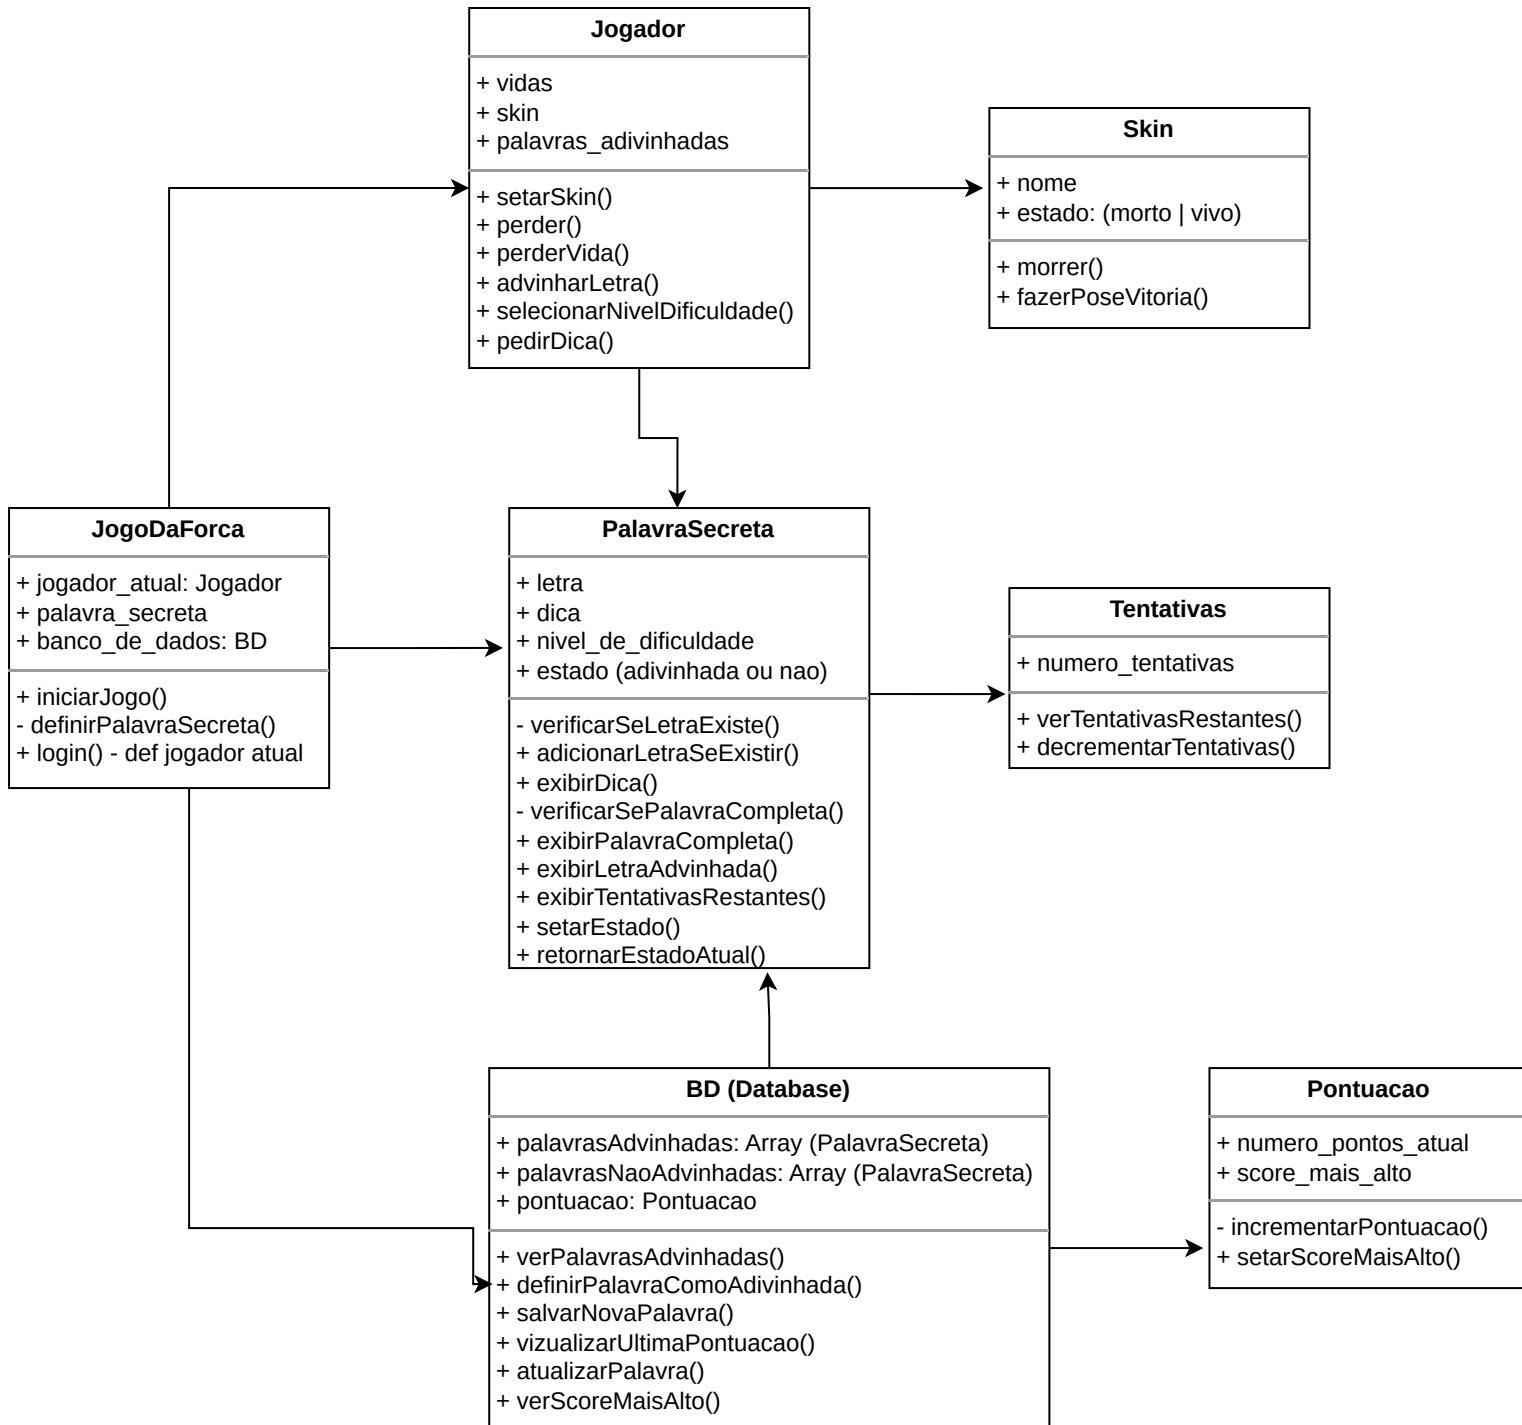 Jogador
+ vidas
+ skin
+ palavras_adivinhadas
+ setarSkin()
+ perder()
+ perderVida()
+ advinharLetra()
+ selecionarNivelDificuldade()
+ pedirDica()
Skin
+ nome
+ estado: (morto | vivo)
+ morrer()
+ fazerPoseVitoria()
JogoDaForca
+ jogador_atual: Jogador
+ palavra_secreta
+ banco_de_dados: BD
+ iniciarJogo()
- definirPalavraSecreta()
+ login() - def jogador atual
PalavraSecreta
+ letra
+ dica
+ nivel_de_dificuldade
+ estado (adivinhada ou nao)
- verificarSeLetraExiste()
+ adicionarLetraSeExistir()
+ exibirDica()
- verificarSePalavraCompleta()
+ exibirPalavraCompleta()
+ exibirLetraAdvinhada()
+ exibirTentativasRestantes()
+ setarEstado()
+ retornarEstadoAtual()
Tentativas
+ numero_tentativas
+ verTentativasRestantes()
+ decrementarTentativas()
BD (Database)
+ palavrasAdvinhadas: Array (PalavraSecreta)
+ palavrasNaoAdvinhadas: Array (PalavraSecreta)
+ pontuacao: Pontuacao
+ verPalavrasAdvinhadas()
+ definirPalavraComoAdivinhada()
+ salvarNovaPalavra()
+ vizualizarUltimaPontuacao()
+ atualizarPalavra()
+ verScoreMaisAlto()
Pontuacao
+ numero_pontos_atual
+ score_mais_alto
- incrementarPontuacao()
+ setarScoreMaisAlto()